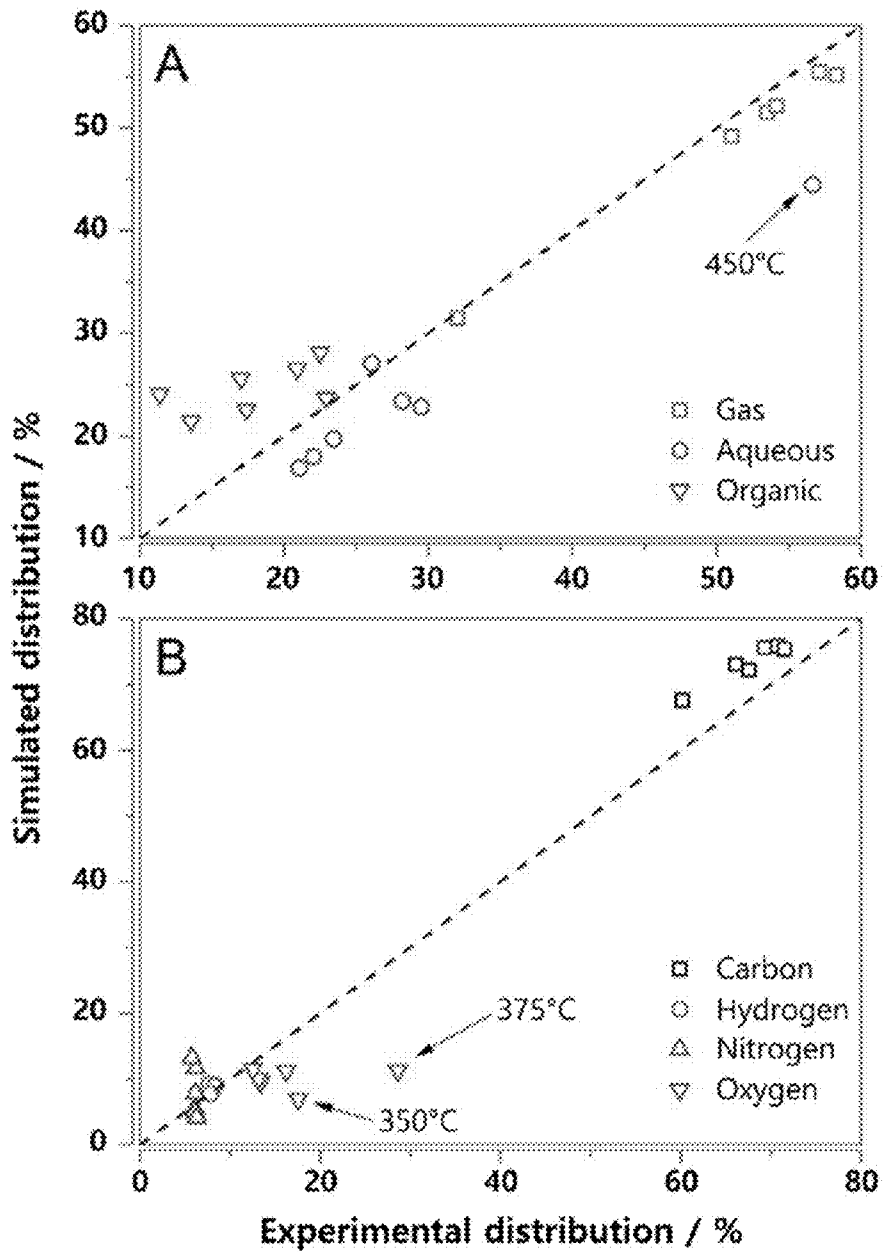 60
A
50
40
450°C
30
Gas
20
Aqueous
Organic
10
10 20 30 40 50 60
80
B
60
40
Carbon
Hydrogen
375°C
20
Nitrogen
Oxygen
350°C
0
0 20 40 60 80
Simulated distribution / %
Experimental distribution / %